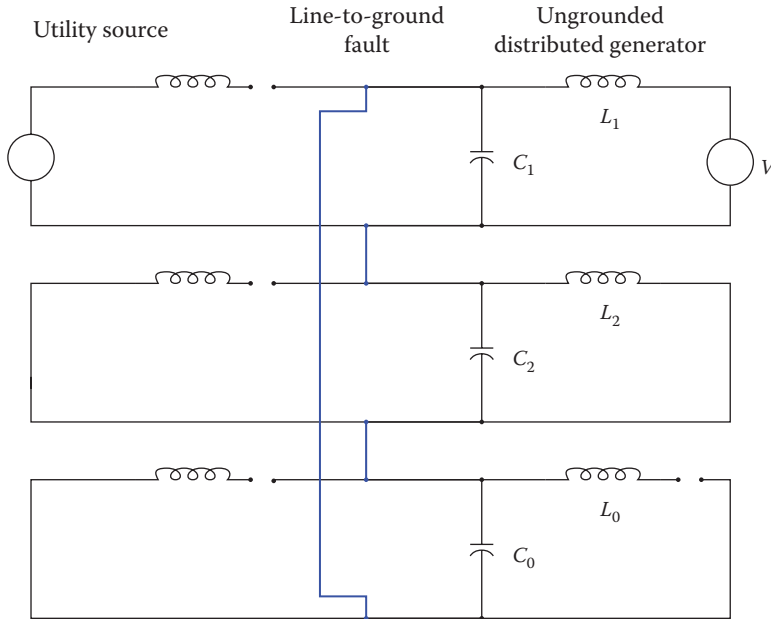 Utility source
Line-to-ground
fault
Ungrounded
distributed generator
L₁
C₁
V
L₂
C₂
L₀
C₀